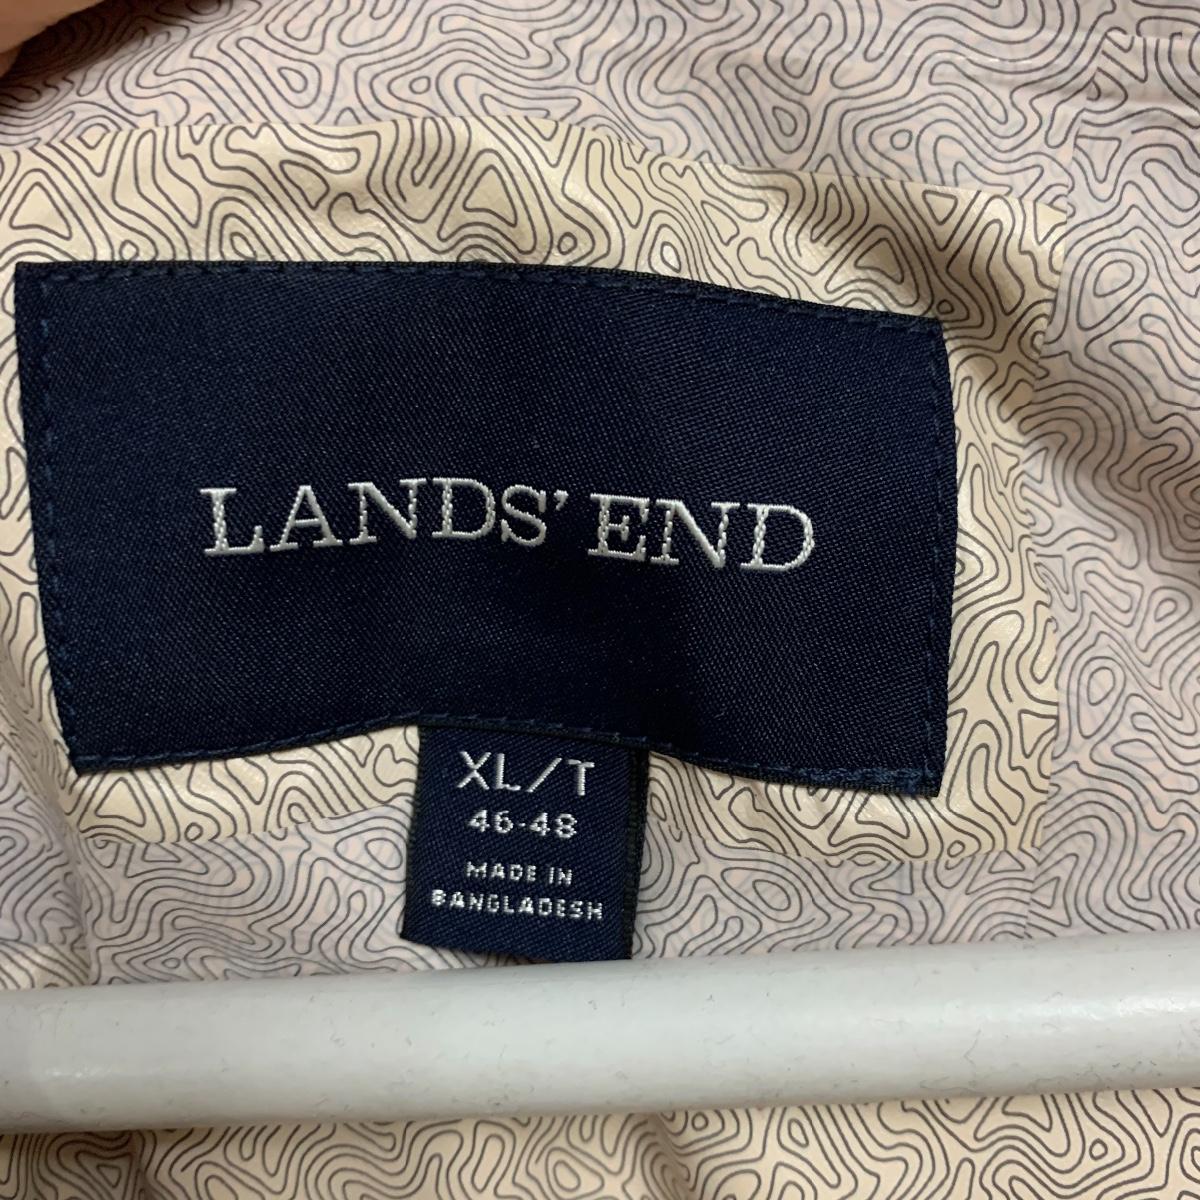 LANDS' END
XL/T
46-48
MADE IN
BANGLADESH